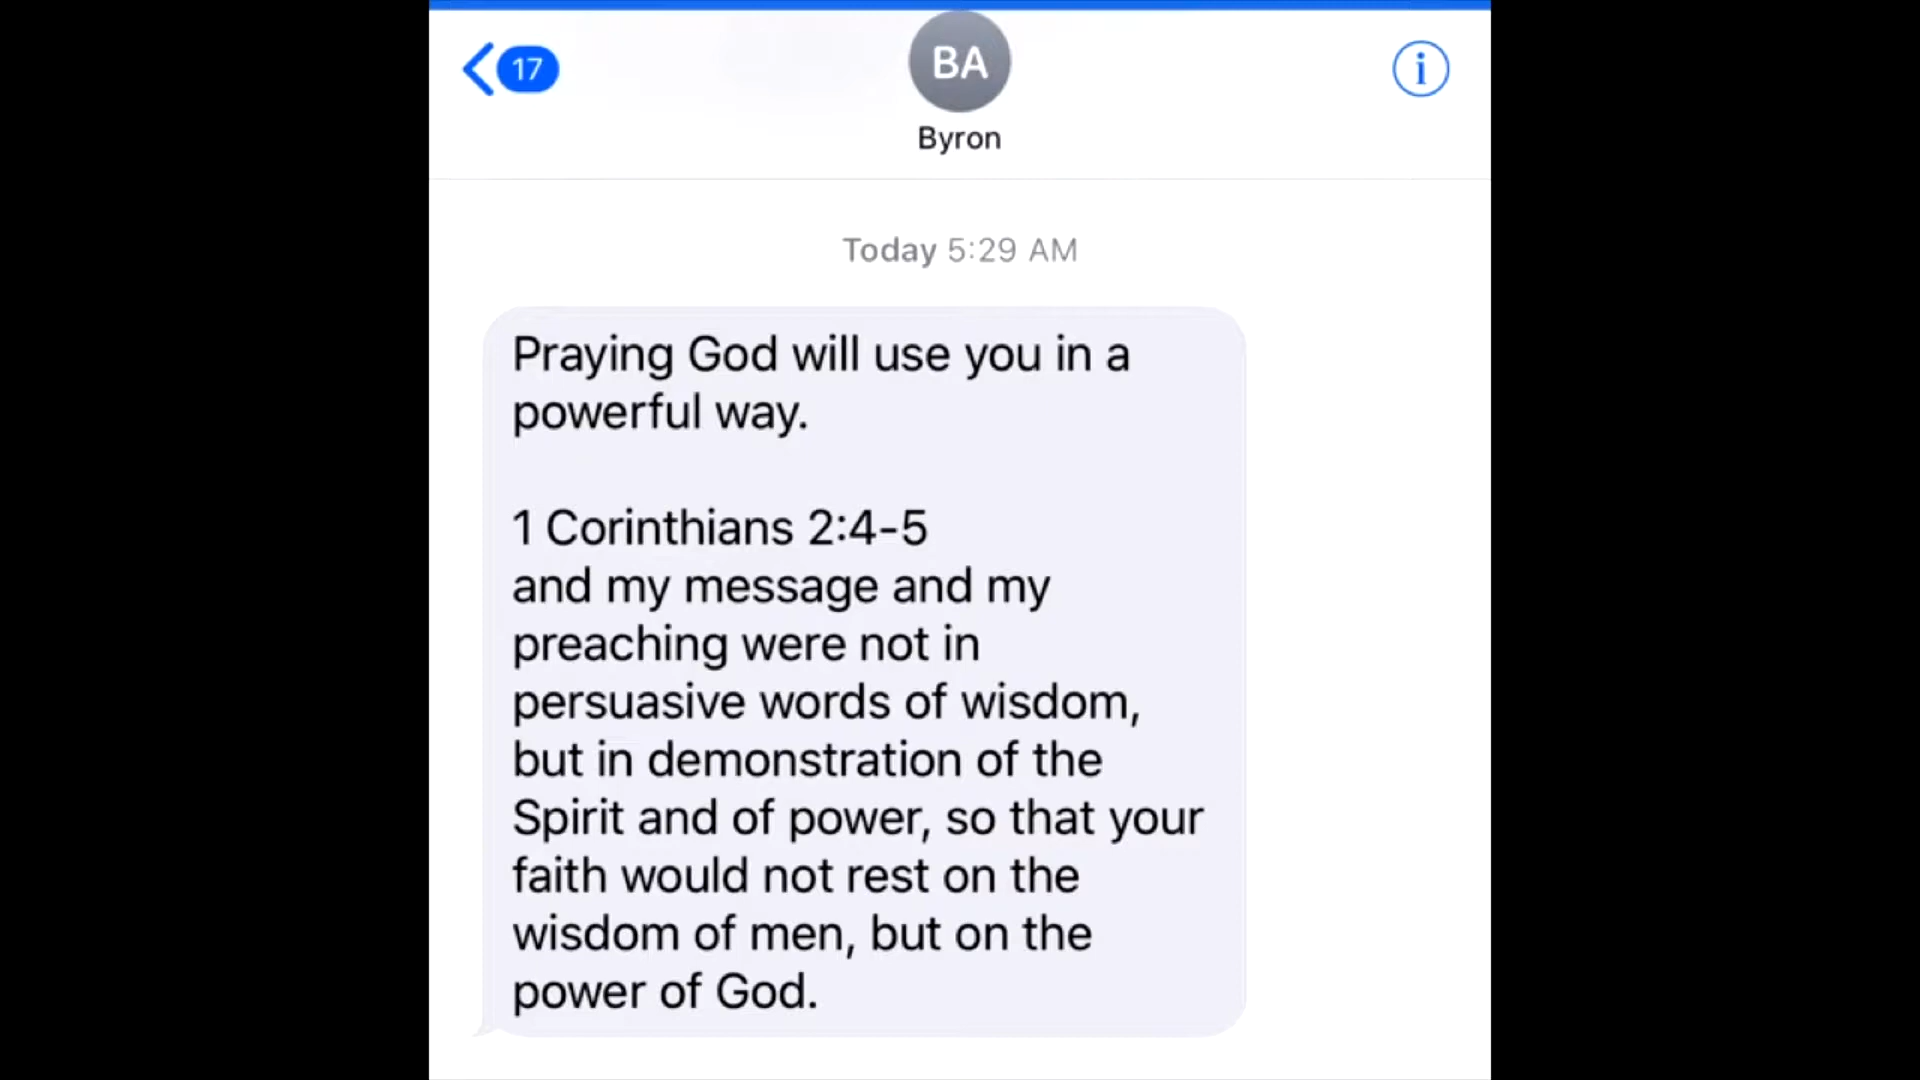 17
BA
Byron
Today 5:29 AM
Praying God will use you in a
powerful way.
1 Corinthians 2:4-5
and my message and my
preaching were not in
persuasive words of wisdom,
but in demonstration of the
Spirit and of power, so that your
faith would not rest on the
wisdom of men, but on the
power of God.